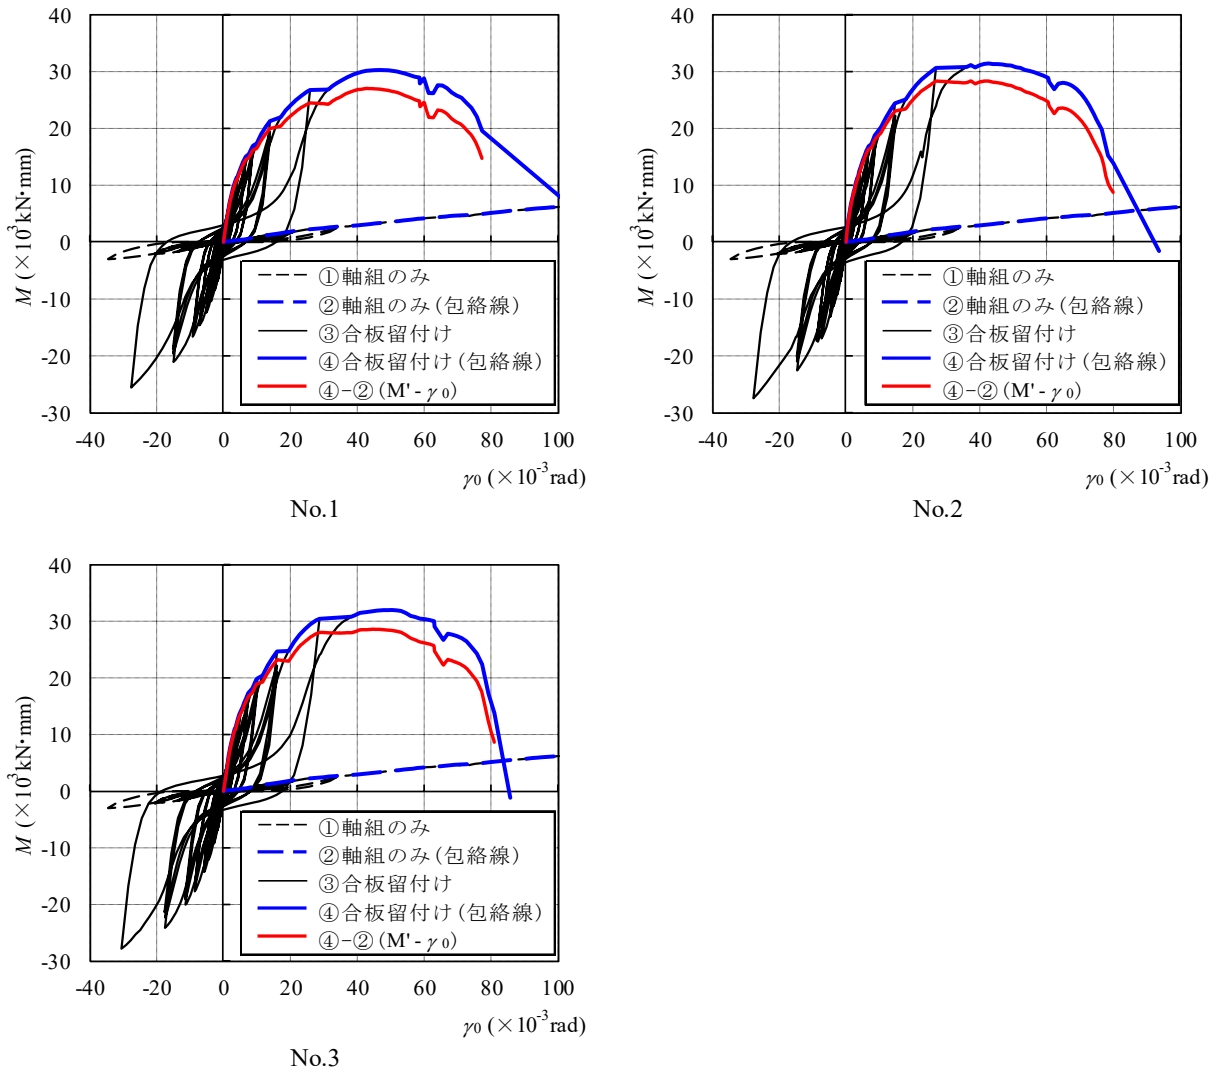 40
30
20
10
0
-10
-20
-30
M (×10³kN·mm)
①軸組のみ
②軸組のみ(包絡線)
③合板留付け
④合板留付け(包絡線)
④-②(M'-γ₀)
-40 -20 0 20 40 60 80 100
γ₀ (×10⁻³rad)
No.1
40
30
20
10
0
-10
-20
-30
M (×10³kN·mm)
①軸組のみ
②軸組のみ(包絡線)
③合板留付け
④合板留付け(包絡線)
④-②(M'-γ₀)
-40 -20 0 20 40 60 80 100
γ₀ (×10⁻³rad)
No.2
40
30
20
10
0
-10
-20
-30
M (×10³kN·mm)
①軸組のみ
②軸組のみ(包絡線)
③合板留付け
④合板留付け(包絡線)
④-②(M'-γ₀)
-40 -20 0 20 40 60 80 100
γ₀ (×10⁻³rad)
No.3